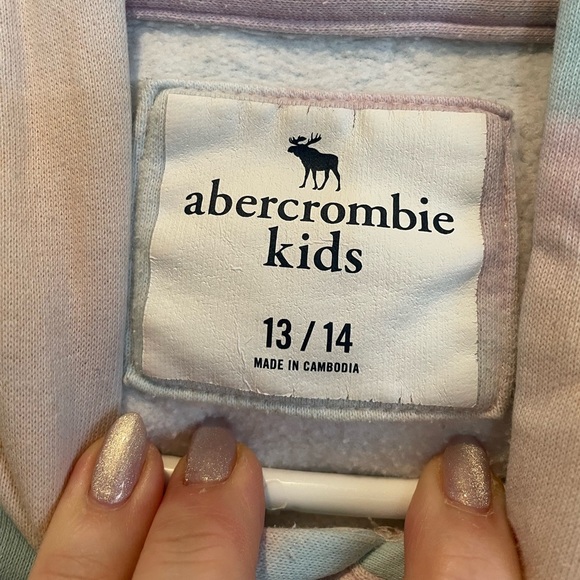 abercrombie
kids
13 / 14
MADE IN CAMBODIA